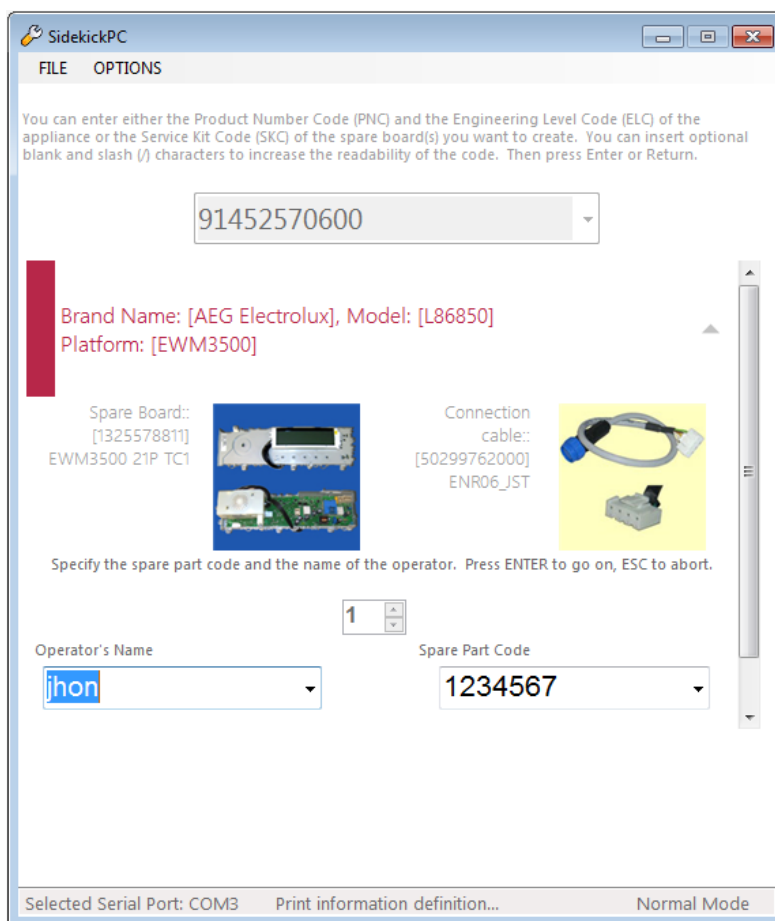 SidekickPC
FILE OPTIONS
You can enter either the Product Number Code (PNC) and the Engineering Level Code (ELC) of the
appliance or the Service Kit Code (SKC) of the spare board(s) you want to create. You can insert optional
blank and slash (/) characters to increase the readability of the code. Then press Enter or Return.
91452570600
Brand Name: [AEG Electrolux], Model: [L86850]
Platform: [EWM3500]
Spare Board::
[1325578811]
EWM3500 21P TC1
Connection
cable::
[50299762000]
ENR06_JST
Specify the spare part code and the name of the operator. Press ENTER to go on, ESC to abort.
1
Operator's Name
Spare Part Code
jhon
1234567
Selected Serial Port: COM3 Print information definition... Normal Mode